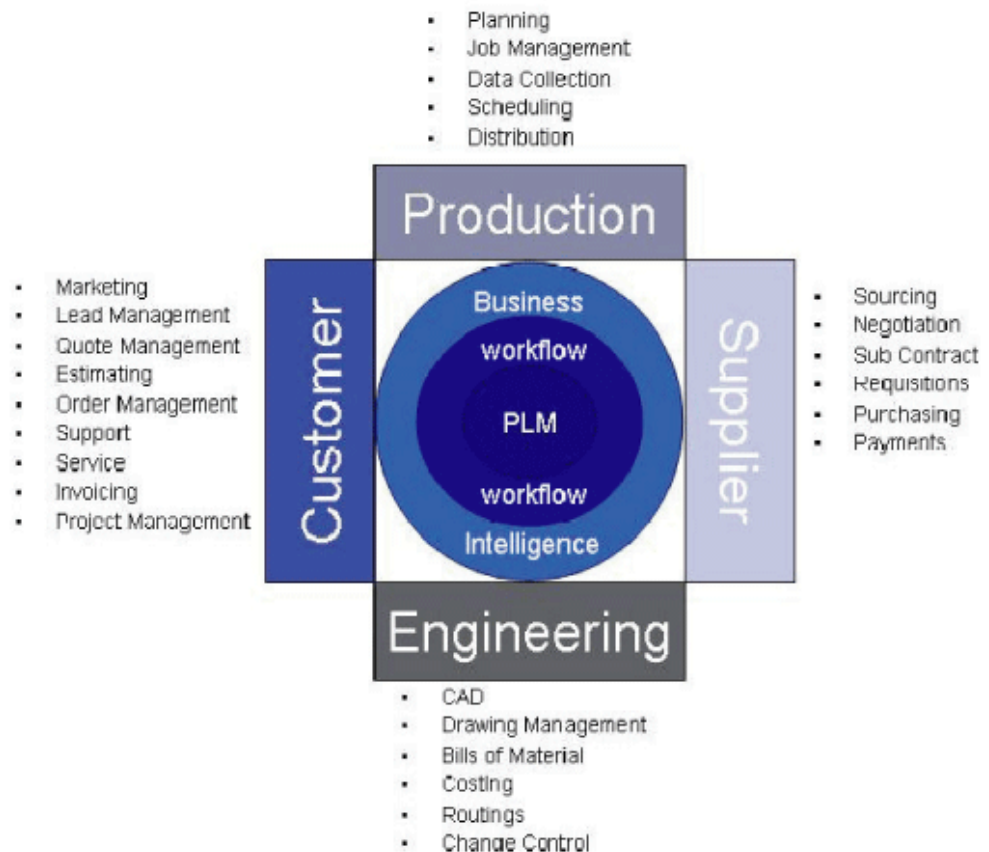 ▪ Planning
▪ Job Management
▪ Data Collection
▪ Scheduling
▪ Distribution
Production
▪ Marketing
▪ Lead Management
▪ Quote Management
▪ Estimating
▪ Order Management
▪ Support
▪ Service
▪ Invoicing
▪ Project Management
Customer
Business
workflow
PLM
workflow
Intelligence
Supplier
▪ Sourcing
▪ Negotiation
▪ Sub Contract
▪ Requisitions
▪ Purchasing
▪ Payments
Engineering
▪ CAD
▪ Drawing Management
▪ Bills of Material
▪ Costing
▪ Routings
▪ Change Control